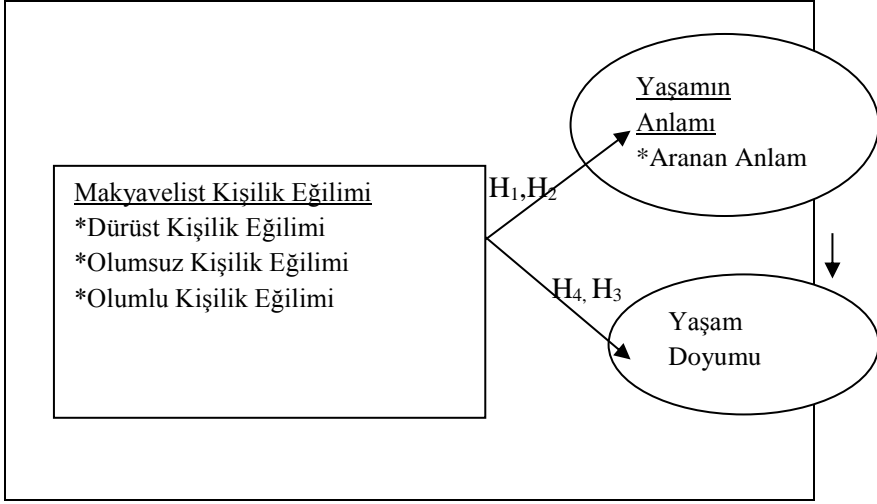 Yaşamın
Anlamı
*Aranan Anlam
Makyavelist Kişilik Eğilimi
*Dürüst Kişilik Eğilimi
*Olumsuz Kişilik Eğilimi
*Olumlu Kişilik Eğilimi
H₁,H₂
H₄, H₃
Yaşam
Doyumu